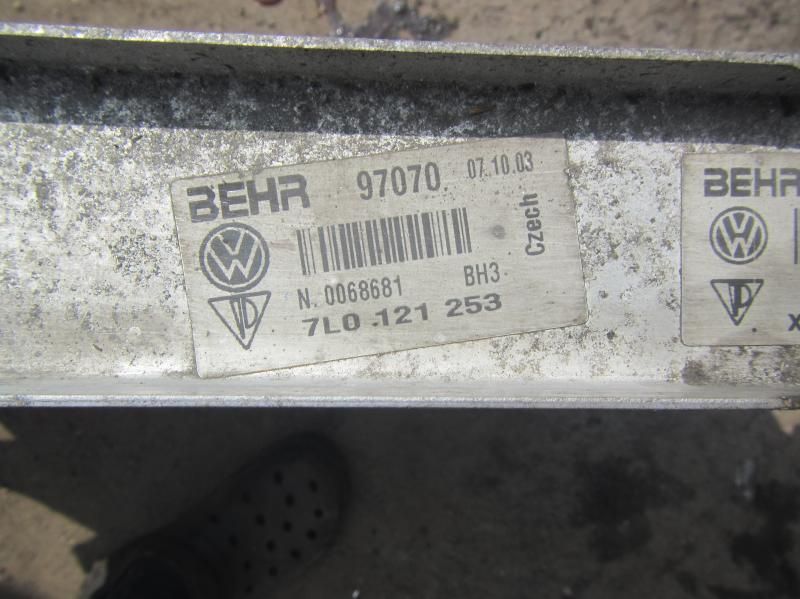 BEHR 97070 07.10.03
Czech
N. 0068681 BH3
7L0 121 253
BEHR
X